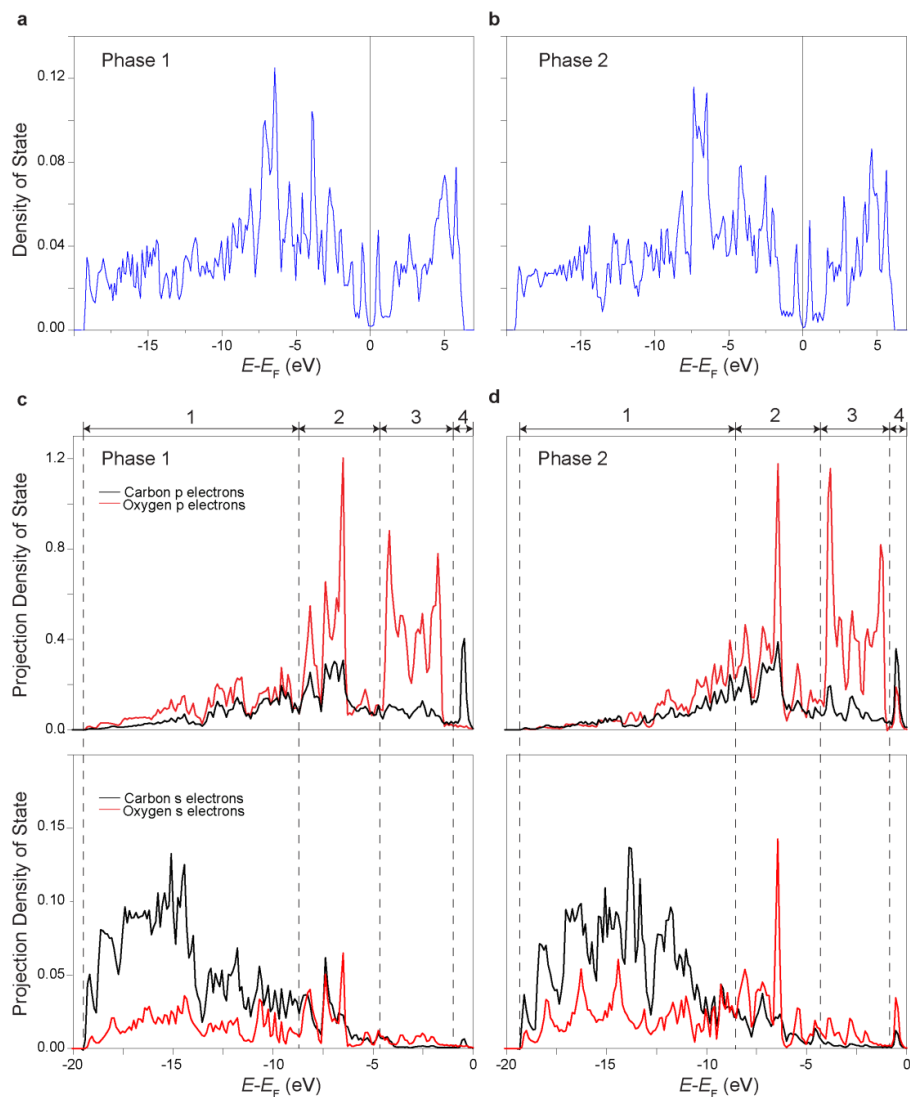 a
b
Phase 1
Phase 2
Density of State
0.12
0.08
0.04
0.00
-15 -10 -5 0 5
-15 -10 -5 0 5
E-EF (eV)
E-EF (eV)
c
d
1 2 3 4
1 2 3 4
Phase 1
Phase 2
Carbon p electrons
Oxygen p electrons
Projection Density of State
1.2
0.8
0.4
0.0
Carbon s electrons
Oxygen s electrons
Projection Density of State
0.15
0.10
0.05
0.00
-20 -15 -10 -5 0
-20 -15 -10 -5 0
E-EF (eV)
E-EF (eV)